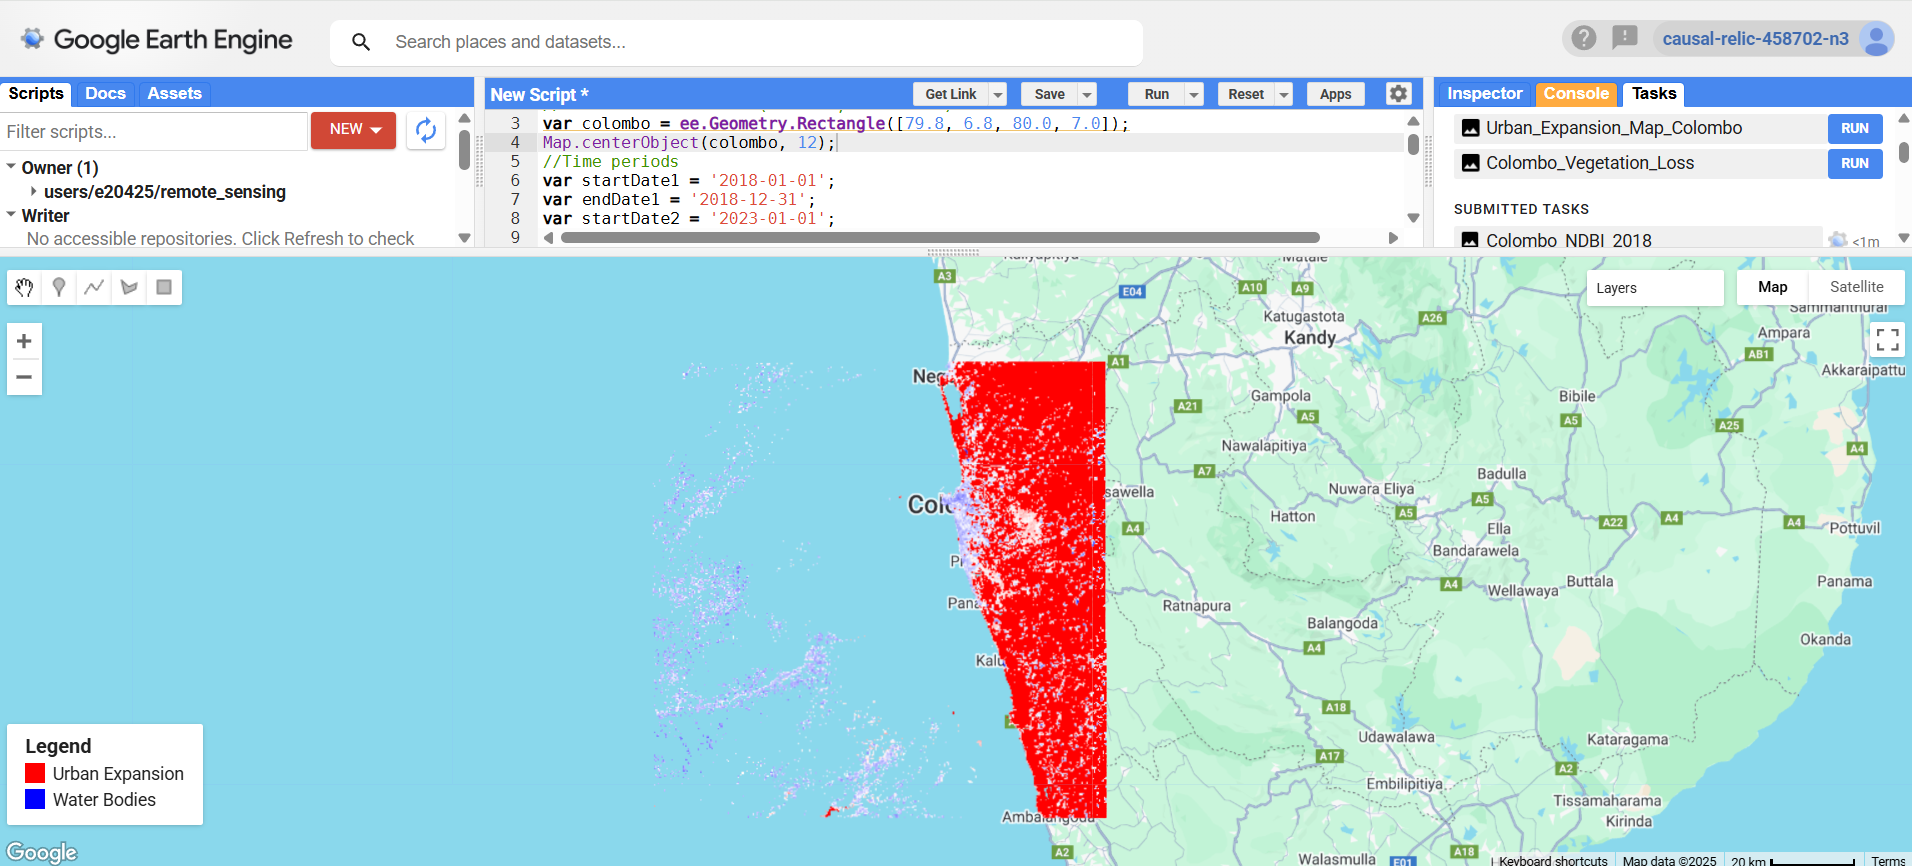 Google Earth Engine
Search places and datasets...
causal-relic-458702-n3
Scripts Docs Assets
Filter scripts...
NEW
Owner (1)
users/e20425/remote_sensing
Writer
No accessible repositories. Click Refresh to check
New Script *
Get Link Save Run Reset Apps
3 var colombo = ee.Geometry.Rectangle([79.8, 6.8, 80.0, 7.0]);
4 Map.centerObject(colombo, 12);
5 //Time periods
6 var startDate1 = '2018-01-01';
7 var endDate1 = '2018-12-31';
8 var startDate2 = '2023-01-01';
9
Inspector Console Tasks
Urban_Expansion_Map_Colombo RUN
Colombo_Vegetation_Loss RUN
SUBMITTED TASKS
Colombo_NDBI_2018 <1m
Layers
Map Satellite
A3
E04
A10
A9
Matale
Katugastota
Kandy
A26
Sammanthurai
Ampara
AB1
Akkaraipattu
A1
Neg
Gampola
A21
A5
Bibile
A5
A25
A4
Nawalapitiya
A7
Badulla
sawella
Nuwara Eliya
A5
A5
Colo
A4
Hatton
Ella
A22
A4
A4
Pottuvil
Bandarawela
P
A4
Wellawaya
Buttala
Panama
Pana
Ratnapura
Balangoda
A4
Okanda
Kalu
A18
Udawalawa
Kataragama
A17
A2
Embilipitiya
Tissamaharama
Kirinda
Ambalangoda
A2
Walasmulla
E01
A18
Legend
Urban Expansion
Water Bodies
Google
Keyboard shortcuts Map data ©2025 20 km Terms